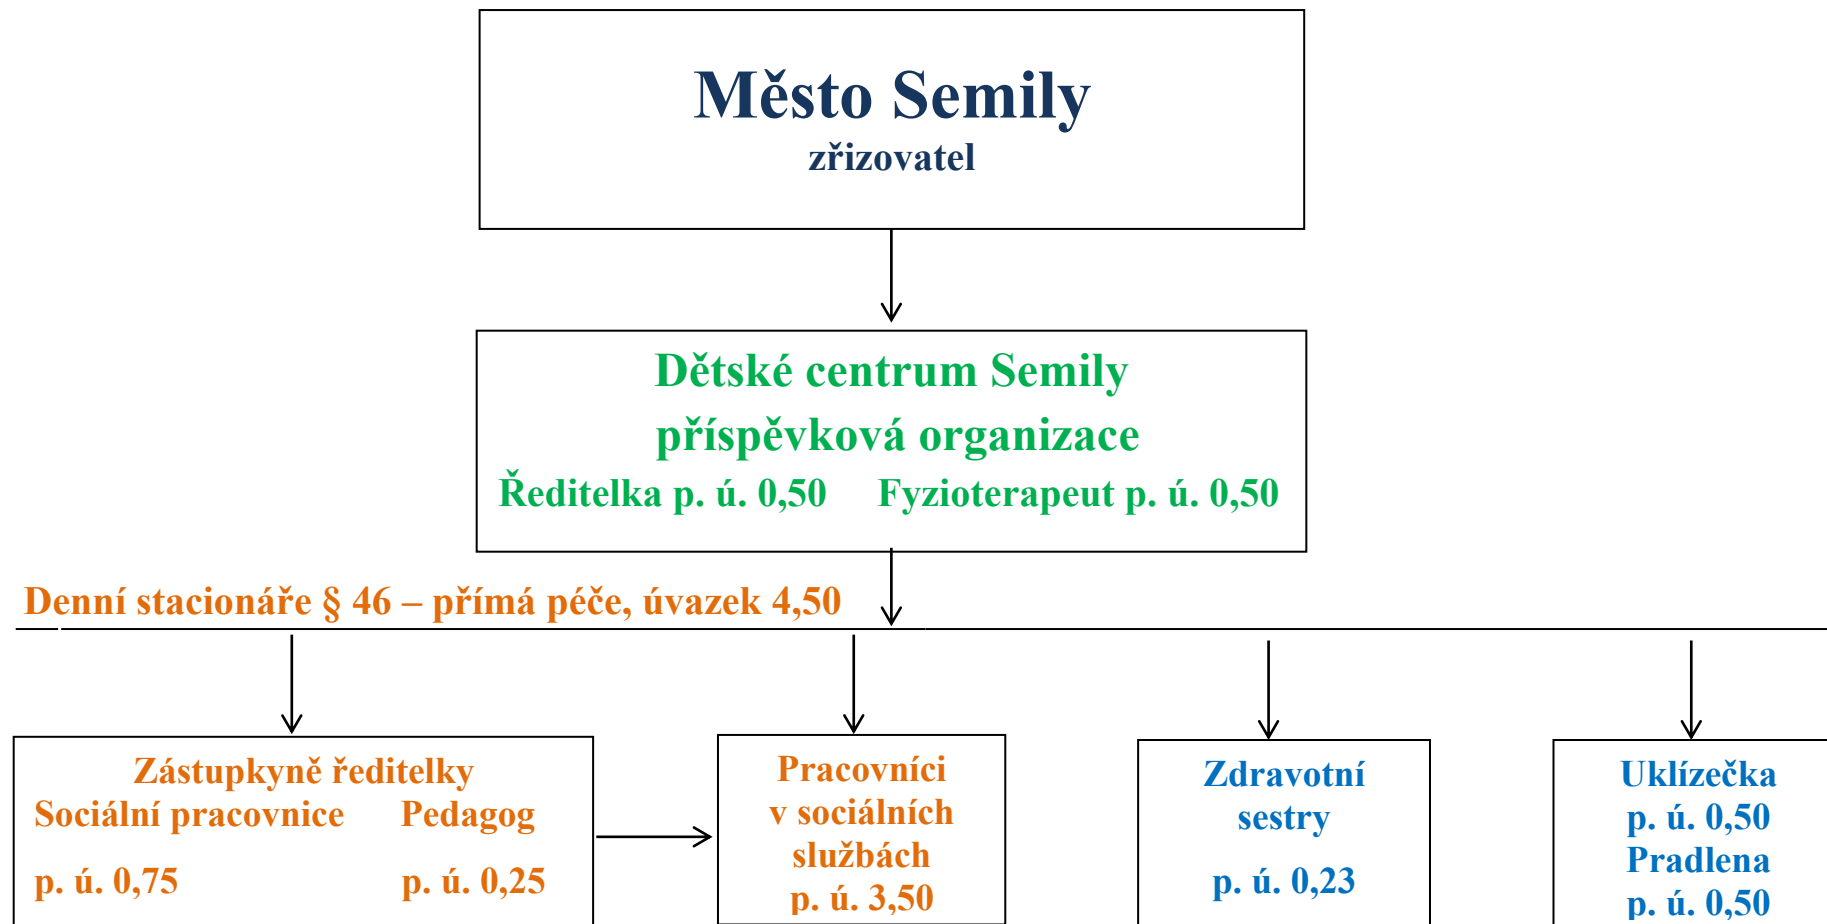 Město Semily
zřizovatel
Dětské centrum Semily
příspěvková organizace
Ředitelka p. ú. 0,50 Fyzioterapeut p. ú. 0,50
Denní stacionáře § 46 – přímá péče, úvazek 4,50
Zástupkyně ředitelky
Sociální pracovnice Pedagog
p. ú. 0,75 p. ú. 0,25
Pracovníci
v sociálních
službách
p. ú. 3,50
Zdravotní
sestry
p. ú. 0,23
Uklízečka
p. ú. 0,50
Pradlena
p. ú. 0,50